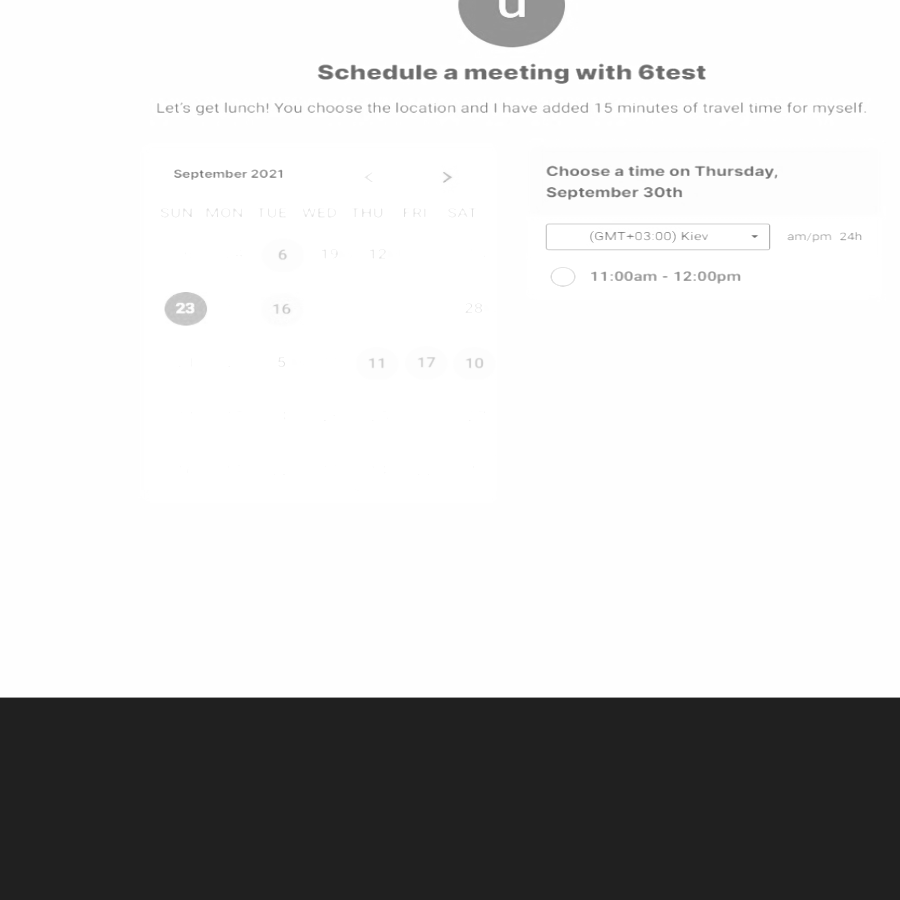 u
Schedule a meeting with 6test
Let's get lunch! You choose the location and I have added 15 minutes of travel time for myself.
September 2021 < >
SUN MON TUE WED THU FRI SAT
6 19 12
23 16 28
5 11 17 10
Choose a time on Thursday,
September 30th
(GMT+03:00) Kiev am/pm 24h
11:00am - 12:00pm